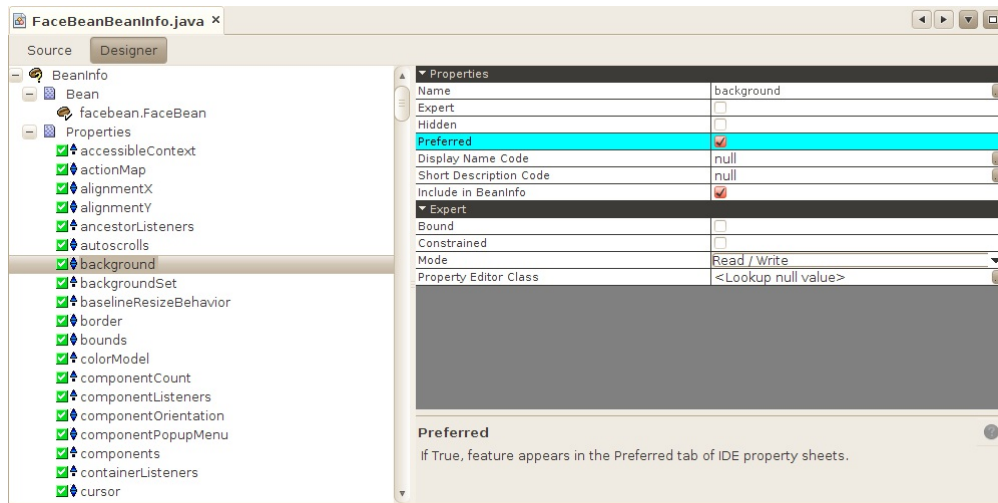 FaceBeanBeanInfo.java ×
Source Designer
BeanInfo
Bean
facebean.FaceBean
Properties
accessibleContext
actionMap
alignmentX
alignmentY
ancestorListeners
autoscrolls
background
backgroundSet
baselineResizeBehavior
border
bounds
colorModel
componentCount
componentListeners
componentOrientation
componentPopupMenu
components
containerListeners
cursor
Properties
Name background
Expert
Hidden
Preferred
Display Name Code null
Short Description Code null
Include in BeanInfo
Expert
Bound
Constrained
Mode Read / Write
Property Editor Class <Lookup null value>
Preferred
If True, feature appears in the Preferred tab of IDE property sheets.